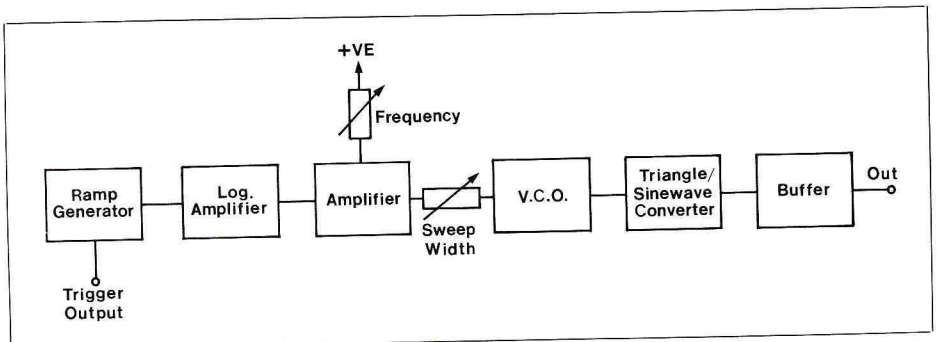 +VE
Frequency
Ramp
Generator
Log.
Amplifier
Amplifier
Sweep
Width
V.C.O.
Triangle/
Sinewave
Converter
Buffer
Out
Trigger
Output